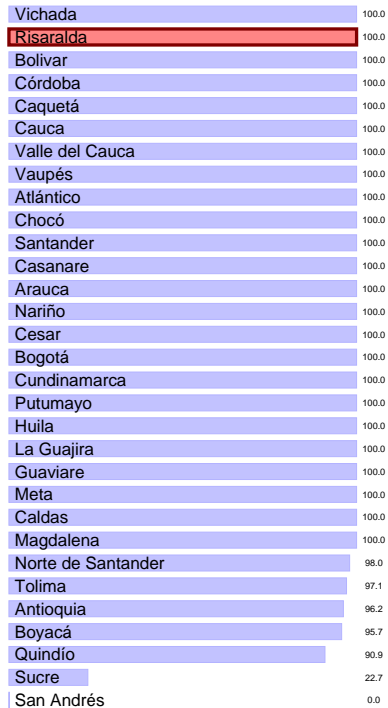 Vichada 100.0
Risaralda 100.0
Bolivar 100.0
Córdoba 100.0
Caquetá 100.0
Cauca 100.0
Valle del Cauca 100.0
Vaupés 100.0
Atlántico 100.0
Chocó 100.0
Santander 100.0
Casanare 100.0
Arauca 100.0
Nariño 100.0
Cesar 100.0
Bogotá 100.0
Cundinamarca 100.0
Putumayo 100.0
Huila 100.0
La Guajira 100.0
Guaviare 100.0
Meta 100.0
Caldas 100.0
Magdalena 100.0
Norte de Santander 98.0
Tolima 97.1
Antioquia 96.2
Boyacá 95.7
Quindío 90.9
Sucre 22.7
San Andrés 0.0